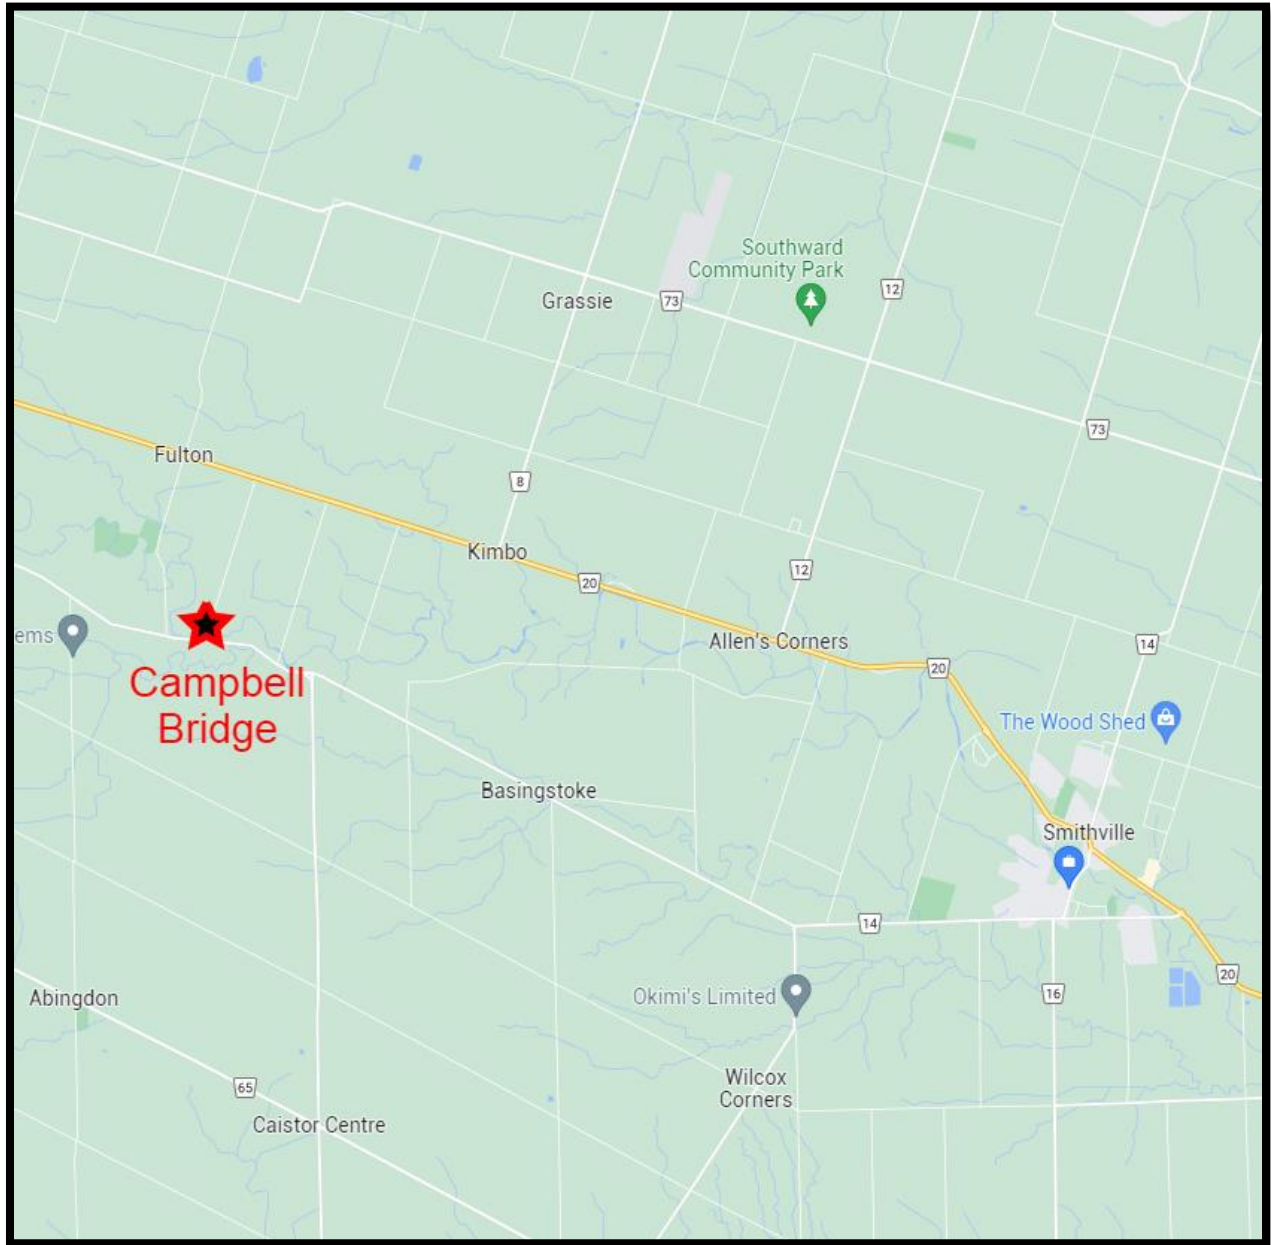 Southward
Community Park
12
Grassie
73
73
Fulton
8
Kimbo
20
12
ems
Allen's Corners
14
20
Campbell
Bridge
The Wood Shed
Basingstoke
Smithville
14
20
Abingdon
Okimi's Limited
16
Wilcox
Corners
65
Caistor Centre